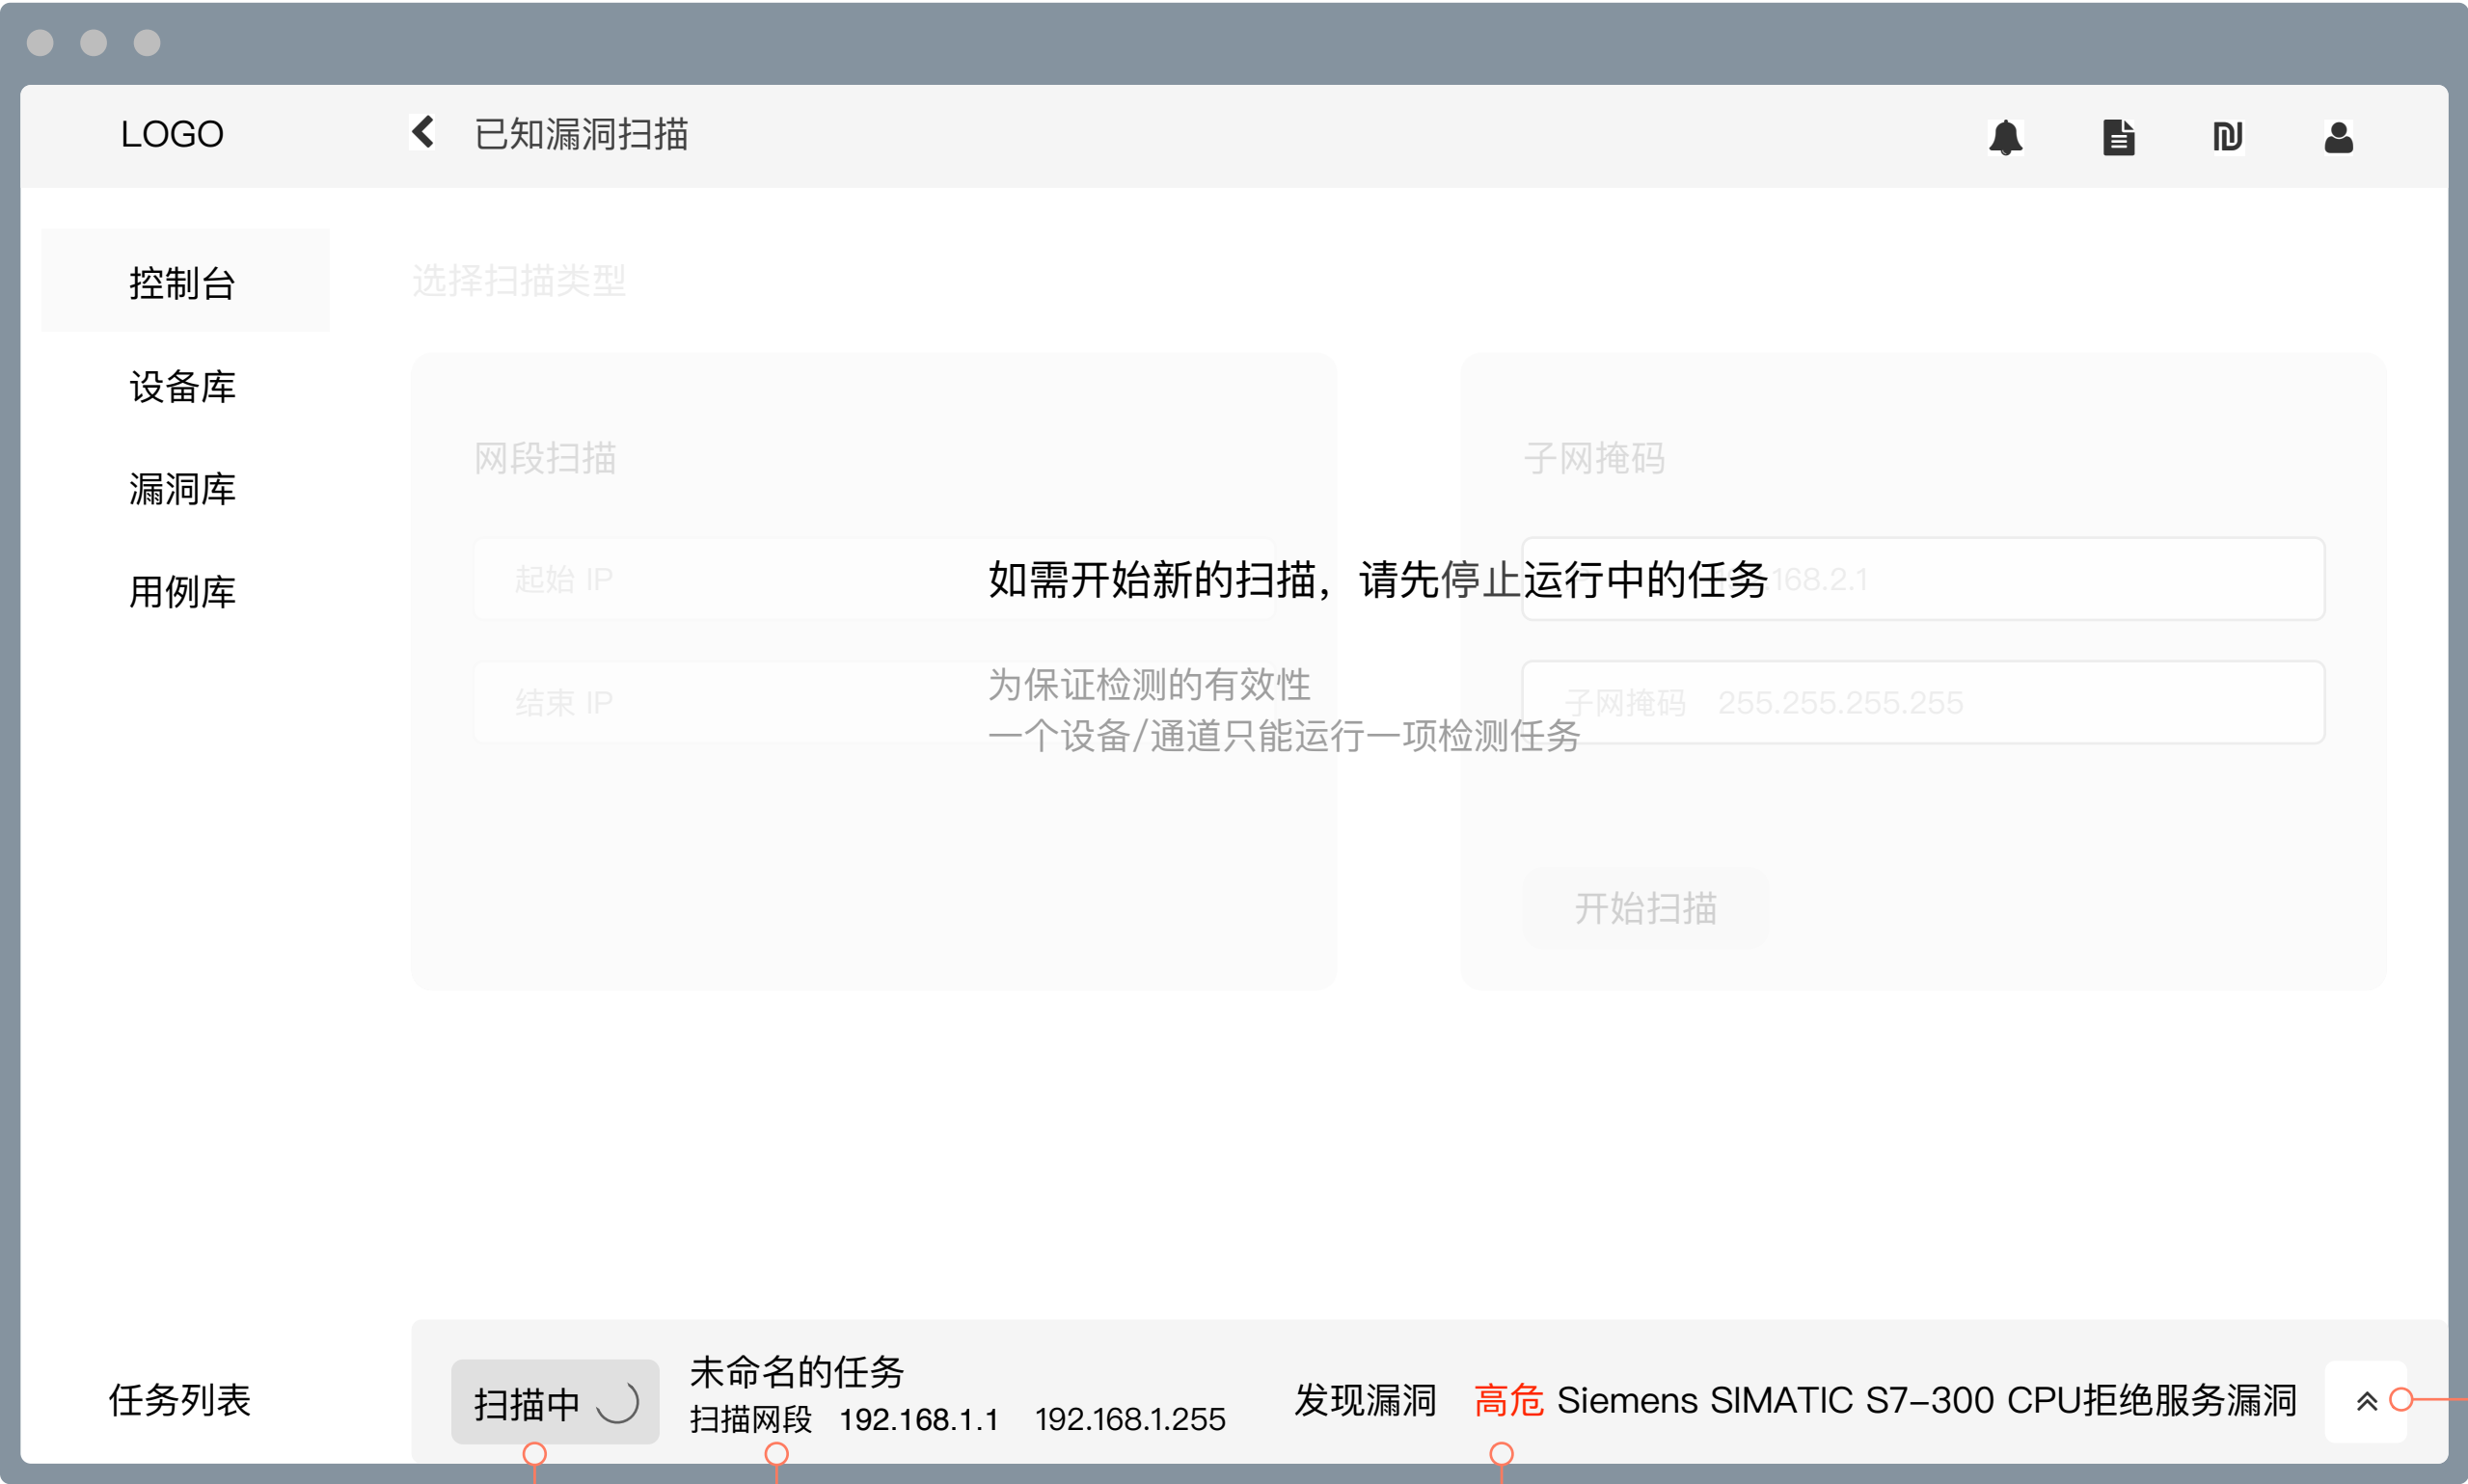 LOGO
已知漏洞扫描
控制台
设备库
漏洞库
用例库
选择扫描类型
网段扫描
起始 IP
结束 IP
子网掩码
.168.2.1
子网掩码 255.255.255.255
如需开始新的扫描，请先停止运行中的任务
为保证检测的有效性
一个设备/通道只能运行一项检测任务
开始扫描
任务列表
扫描中
未命名的任务
扫描网段 192.168.1.1 192.168.1.255
发现漏洞 高危 Siemens SIMATIC S7-300 CPU拒绝服务漏洞